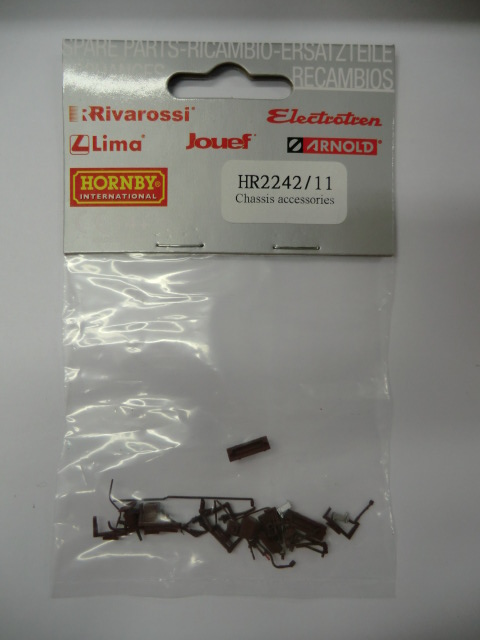 SPARE PARTS-RICAMBIO-ERSATZTEILE
RECAMBIOS
Rivarossi®
Electrotren
Lima®
Jouef®
ARNOLD®
HORNBY®
INTERNATIONAL
HR2242/11
Chassis accessories